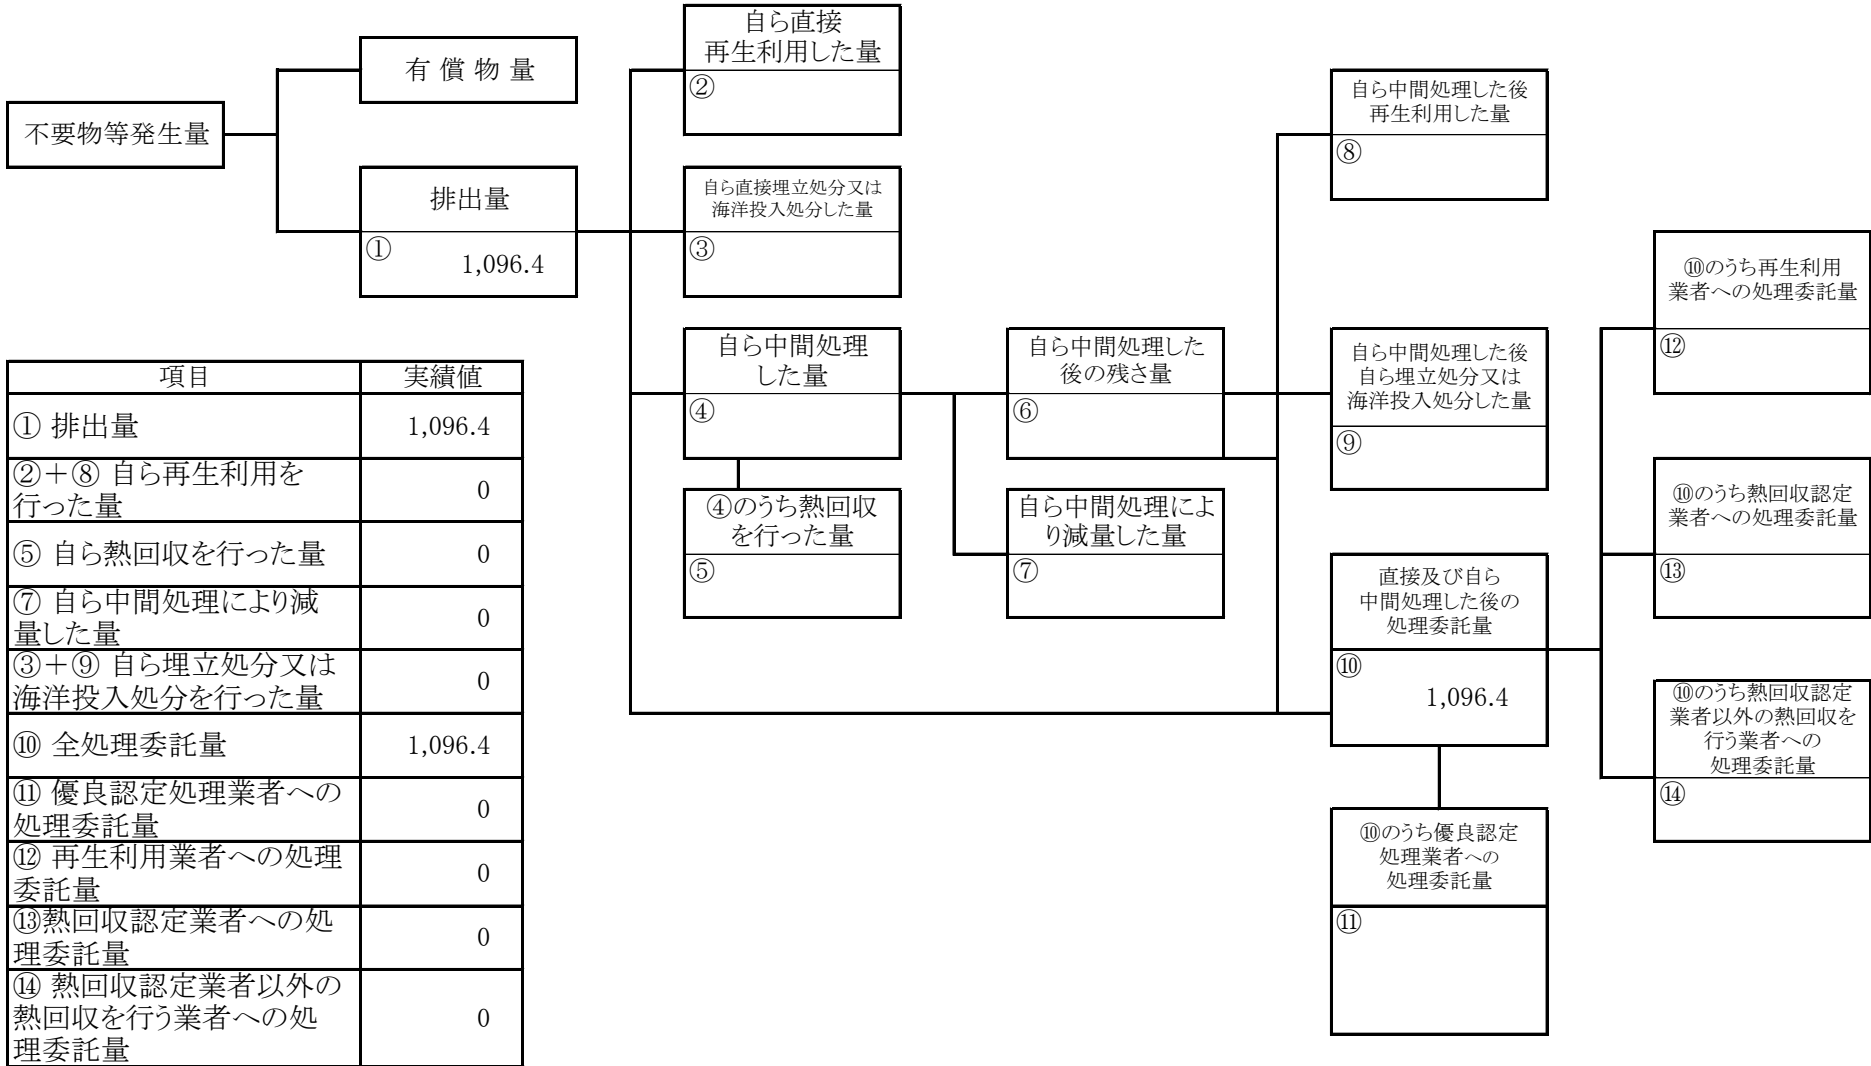 不要物等発生量
有 償 物 量
排出量
①
1,096.4
自ら直接
再生利用した量
②
自ら直接埋立処分又は
海洋投入処分した量
③
自ら中間処理
した量
④
④のうち熱回収
を行った量
⑤
自ら中間処理した
後の残さ量
⑥
自ら中間処理によ
り減量した量
⑦
自ら中間処理した後
再生利用した量
⑧
自ら中間処理した後
自ら埋立処分又は
海洋投入処分した量
⑨
直接及び自ら
中間処理した後の
処理委託量
⑩
1,096.4
⑩のうち優良認定
処理業者への
処理委託量
⑪
⑩のうち再生利用
業者への処理委託量
⑫
⑩のうち熱回収認定
業者への処理委託量
⑬
⑩のうち熱回収認定
業者以外の熱回収を
行う業者への
処理委託量
⑭
項目 実績値
① 排出量 1,096.4
②+⑧ 自ら再生利用を
行った量 0
⑤ 自ら熱回収を行った量 0
⑦ 自ら中間処理により減
量した量 0
③+⑨ 自ら埋立処分又は
海洋投入処分を行った量 0
⑩ 全処理委託量 1,096.4
⑪ 優良認定処理業者への
処理委託量 0
⑫ 再生利用業者への処理
委託量 0
⑬熱回収認定業者への処
理委託量 0
⑭ 熱回収認定業者以外の
熱回収を行う業者への処
理委託量 0